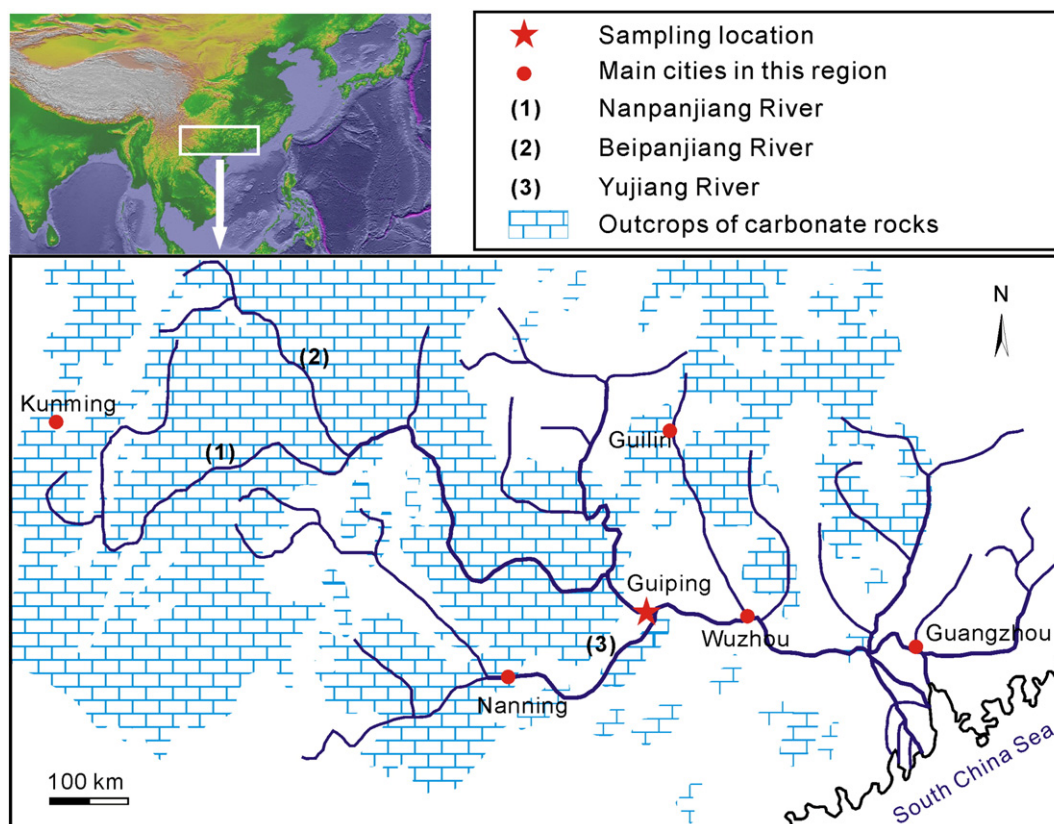 Sampling location
Main cities in this region
(1) Nanpanjiang River
(2) Beipanjiang River
(3) Yujiang River
Outcrops of carbonate rocks
N
(2)
Kunming
(1)
Guilin
Guiping
(3)
Wuzhou
Guangzhou
Nanning
100 km
South China Sea